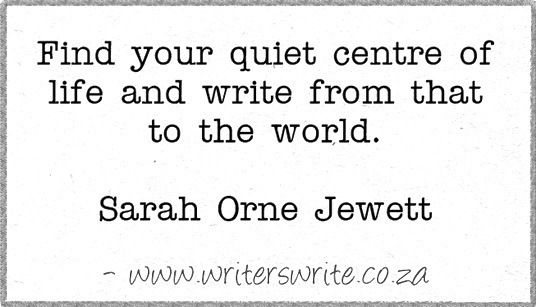 Find your quiet centre of
life and write from that
to the world.
Sarah Orne Jewett
- www.writerswrite.co.za